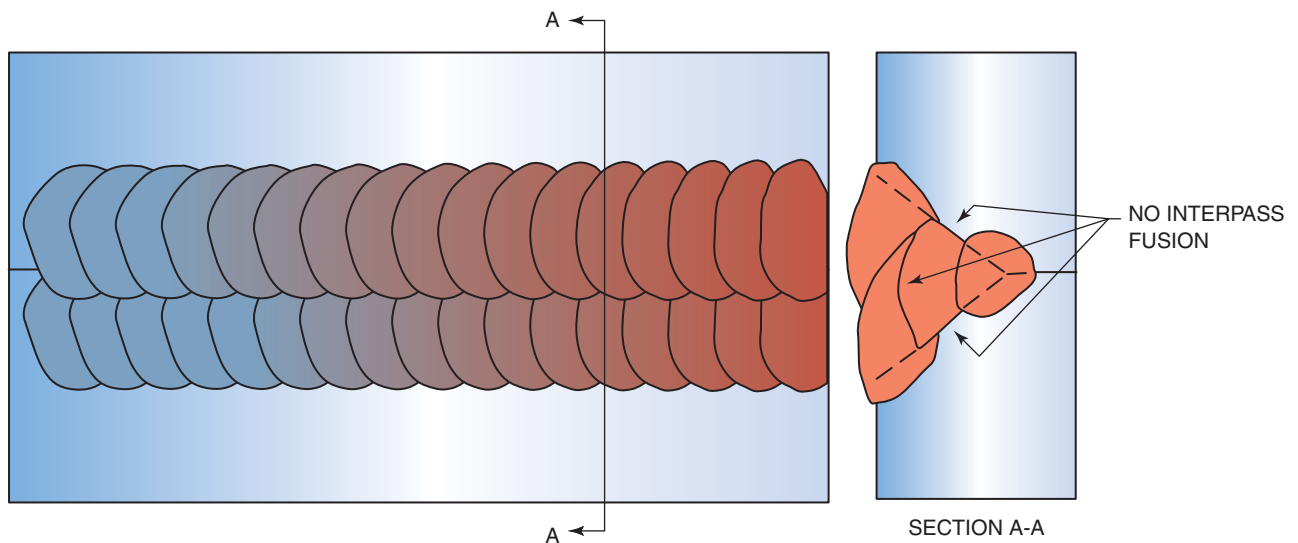 A
NO INTERPASS
FUSION
A
SECTION A-A